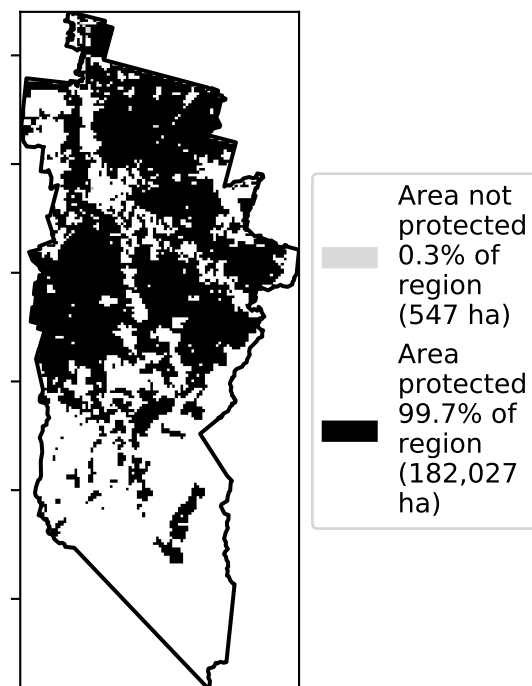 Area not
protected
0.3% of
region
(547 ha)
Area
protected
99.7% of
region
(182,027
ha)